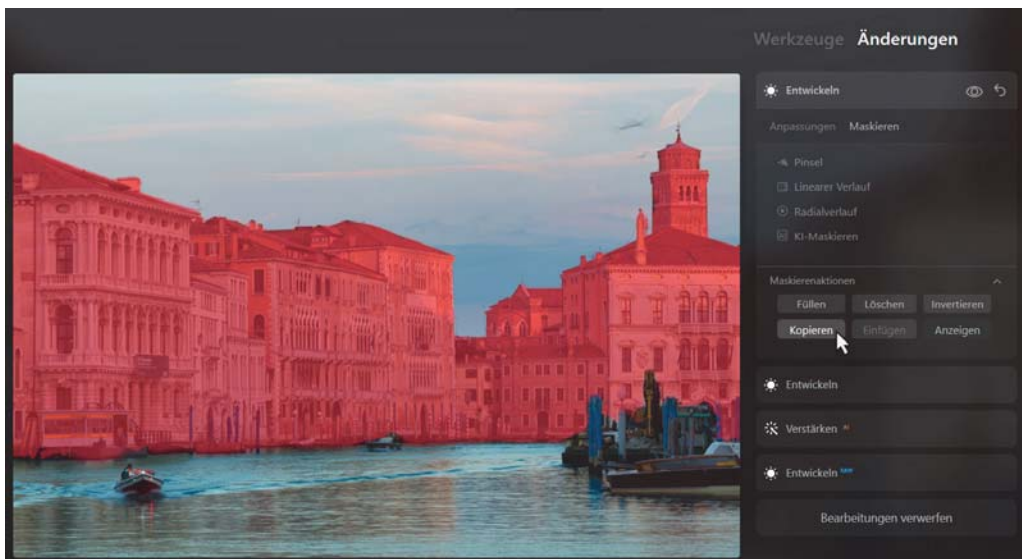 Werkzeuge Änderungen
Entwickeln
Anpassungen Maskieren
Pinsel
Linearer Verlauf
Radialverlauf
KI-Maskieren
Maskierenaktionen
Füllen Löschen Invertieren
Kopieren Einfügen Anzeigen
Entwickeln
Verstärken
Entwickeln
Bearbeitungen verwerfen